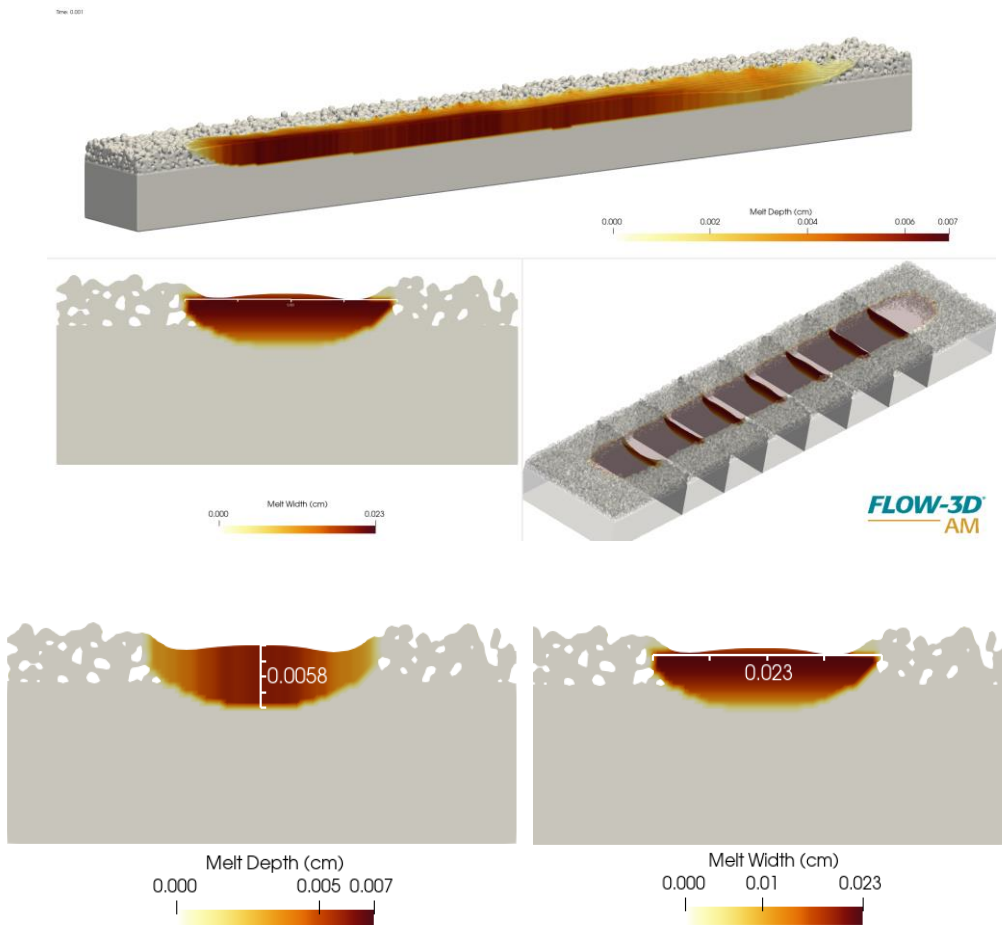 Time: 0.001
Melt Depth (cm)
0.000 0.002 0.004 0.006 0.007
Melt Width (cm)
0.000 0.023
FLOW-3D
AM
0.0058
0.023
Melt Depth (cm)
0.000 0.005 0.007
Melt Width (cm)
0.000 0.01 0.023